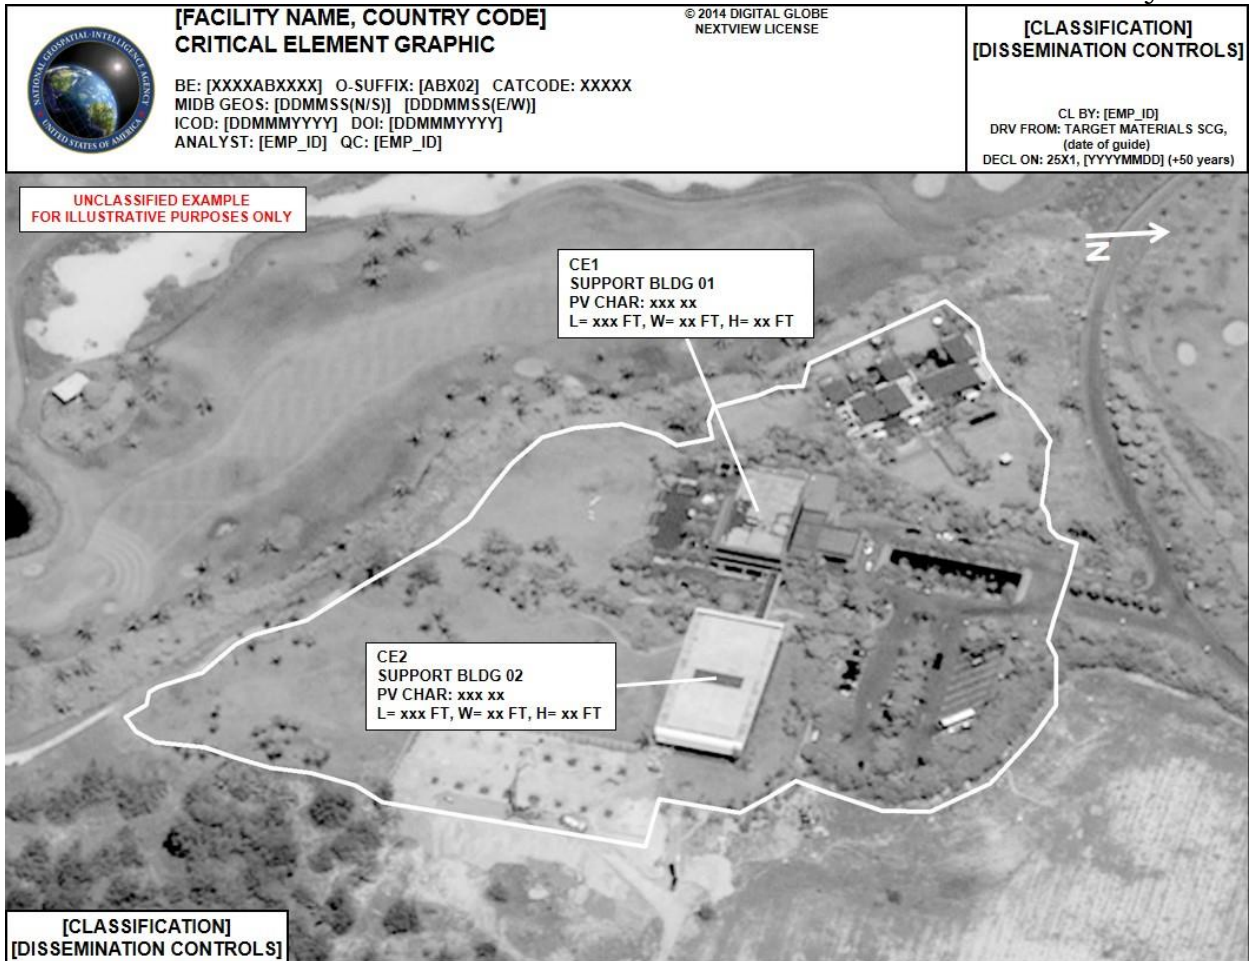 [FACILITY NAME, COUNTRY CODE]
CRITICAL ELEMENT GRAPHIC
BE: [XXXXABXXXX] O-SUFFIX: [ABX02] CATCODE: XXXXX
MIDB GEOS: [DDMMSS(N/S)] [DDDMMSS(E/W)]
ICOD: [DDMMMYYYY] DOI: [DDMMMYYYY]
ANALYST: [EMP_ID] QC: [EMP_ID]
NATIONAL GEOSPATIAL-INTELLIGENCE AGENCY
UNITED STATES OF AMERICA
© 2014 DIGITAL GLOBE
NEXTVIEW LICENSE
[CLASSIFICATION]
[DISSEMINATION CONTROLS]
CL BY: [EMP_ID]
DRV FROM: TARGET MATERIALS SCG,
(date of guide)
DECL ON: 25X1, [YYYYMMDD] (+50 years)
UNCLASSIFIED EXAMPLE
FOR ILLUSTRATIVE PURPOSES ONLY
N
CE1
SUPPORT BLDG 01
PV CHAR: xxx xx
L= xxx FT, W= xx FT, H= xx FT
CE2
SUPPORT BLDG 02
PV CHAR: xxx xx
L= xxx FT, W= xx FT, H= xx FT
[CLASSIFICATION]
[DISSEMINATION CONTROLS]